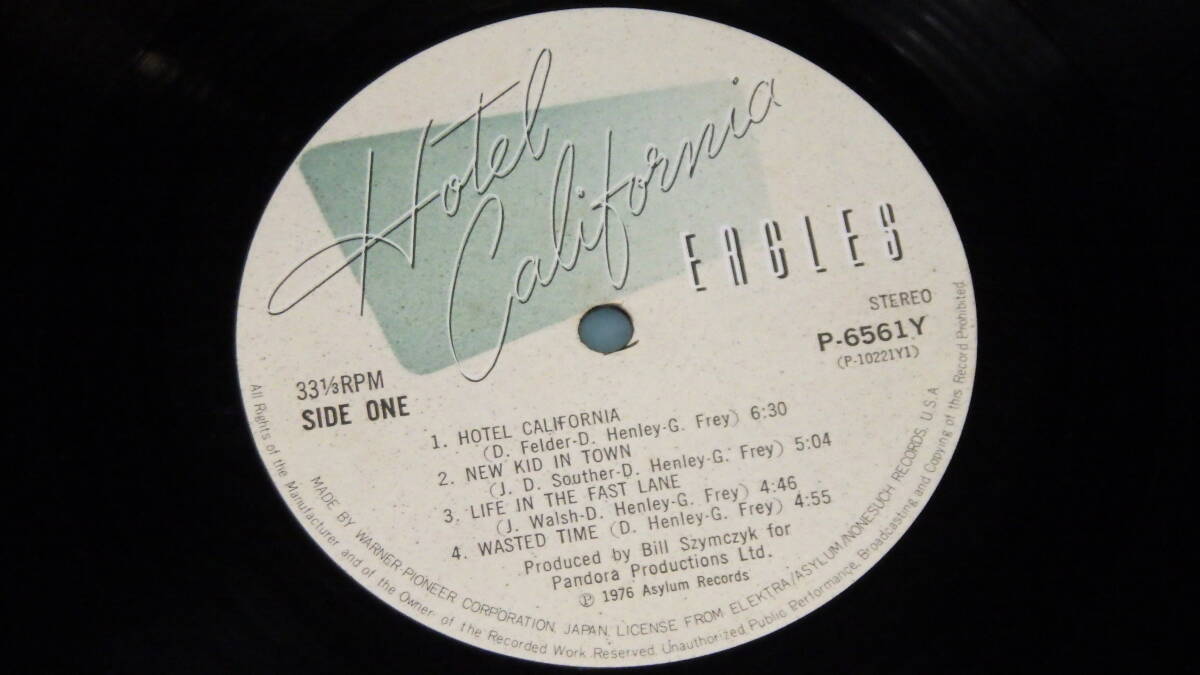 Hotel
California
EAGLES
STEREO
P-6561Y
(P-10221Y1)
33⅓RPM
SIDE ONE
1. HOTEL CALIFORNIA
(D. Felder-D. Henley-G. Frey) 6:30
2. NEW KID IN TOWN
(J. D. Souther-D. Henley-G. Frey) 5:04
3. LIFE IN THE FAST LANE
(J. Walsh-D. Henley-G. Frey) 4:46
4. WASTED TIME (D. Henley-G. Frey) 4:55
Produced by Bill Szymczyk for
Pandora Productions Ltd.
Ⓟ 1976 Asylum Records
MADE BY WARNER-PIONEER CORPORATION, JAPAN. LICENSE FROM ELEKTRA/ASYLUM/NONESUCH RECORDS, U.S.A.
All Rights of the Manufacturer and of the Owner of the Recorded Work Reserved. Unauthorized Public Performance, Broadcasting and Copying of this Record Prohibited.